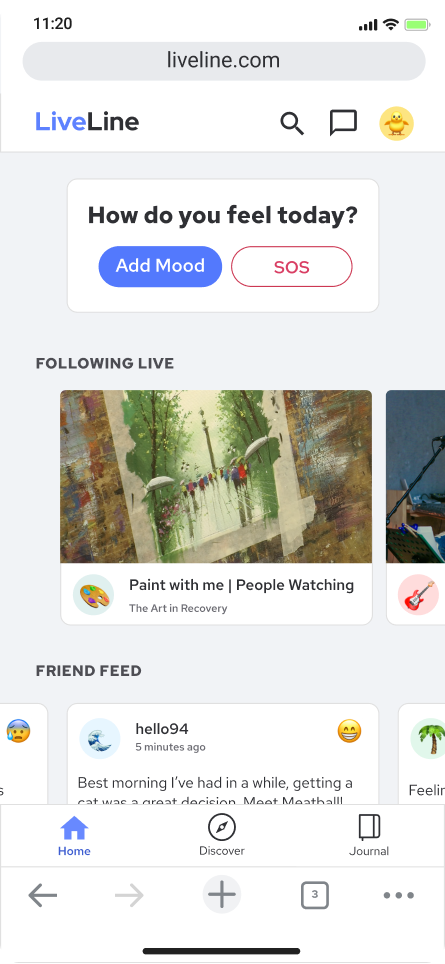 11:20
liveline.com
LiveLine
How do you feel today?
Add Mood
SOS
FOLLOWING LIVE
Paint with me | People Watching
The Art in Recovery
FRIEND FEED
hello94
5 minutes ago
Best morning I've had in a while, getting a
s
Feelin
cat was a great decision. Meet Meatball!
Home
Discover
Journal
3